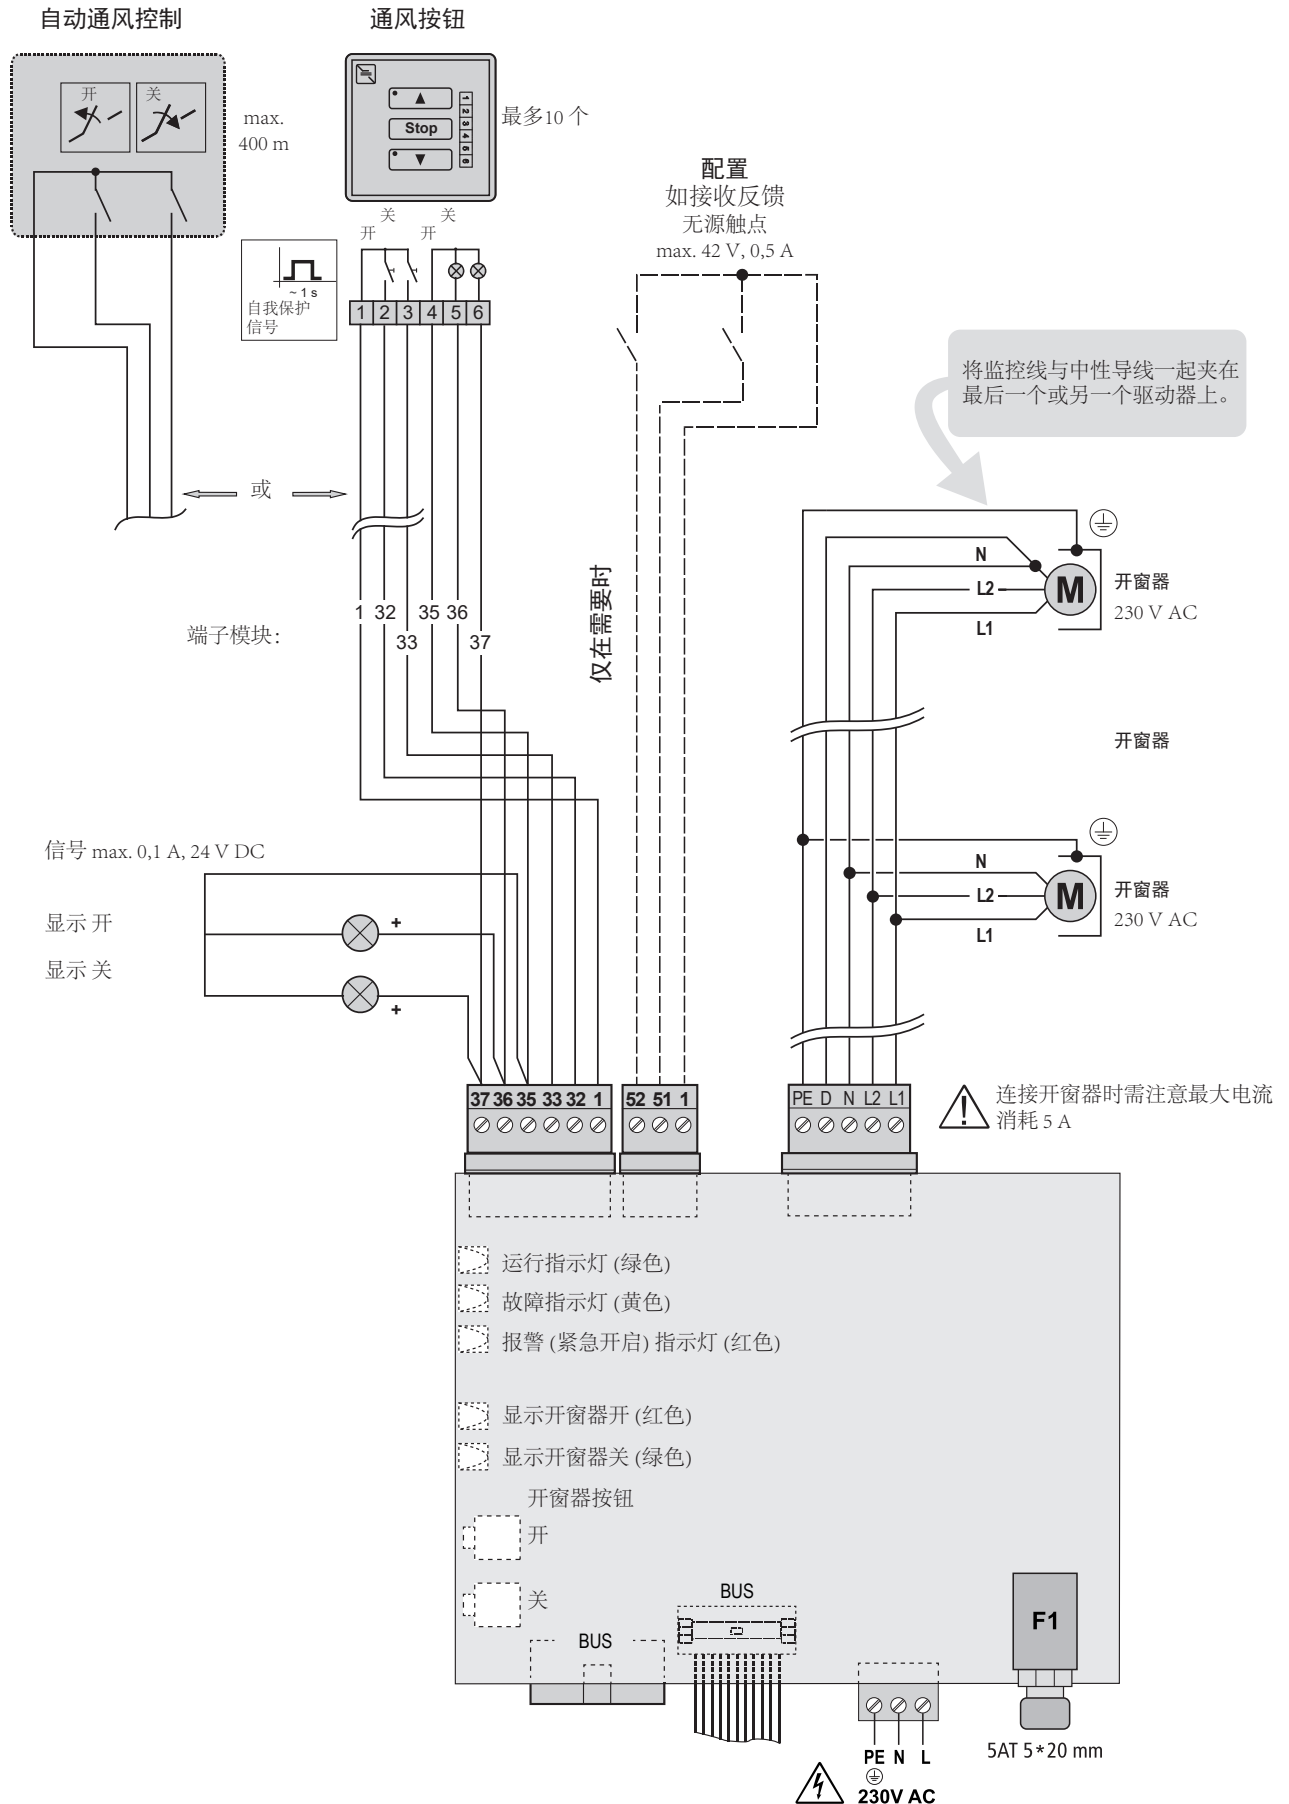 自动通风控制
通风按钮
开
关
max.
400 m
1
2
3
4
5
6
Stop
最多10 个
配置
如接收反馈
无源触点
max. 42 V, 0,5 A
关
关
开
开
~ 1 s
自我保护
信号
1 2 3 4 5 6
将监控线与中性导线一起夹在
最后一个或另一个驱动器上。
或
仅在需要时
N
L2
L1
M
开窗器
230 V AC
端子模块：
1 32 35 36
33 37
开窗器
信号 max. 0,1 A, 24 V DC
显示 开
+
显示 关
+
N
L2
L1
M
开窗器
230 V AC
37 36 35 33 32 1
52 51 1
PE D N L2 L1
连接开窗器时需注意最大电流
消耗 5 A
运行指示灯 (绿色)
故障指示灯 (黄色)
报警 (紧急开启) 指示灯 (红色)
显示开窗器开 (红色)
显示开窗器关 (绿色)
开窗器按钮
开
关
BUS
BUS
F1
5AT 5*20 mm
PE N L
230V AC